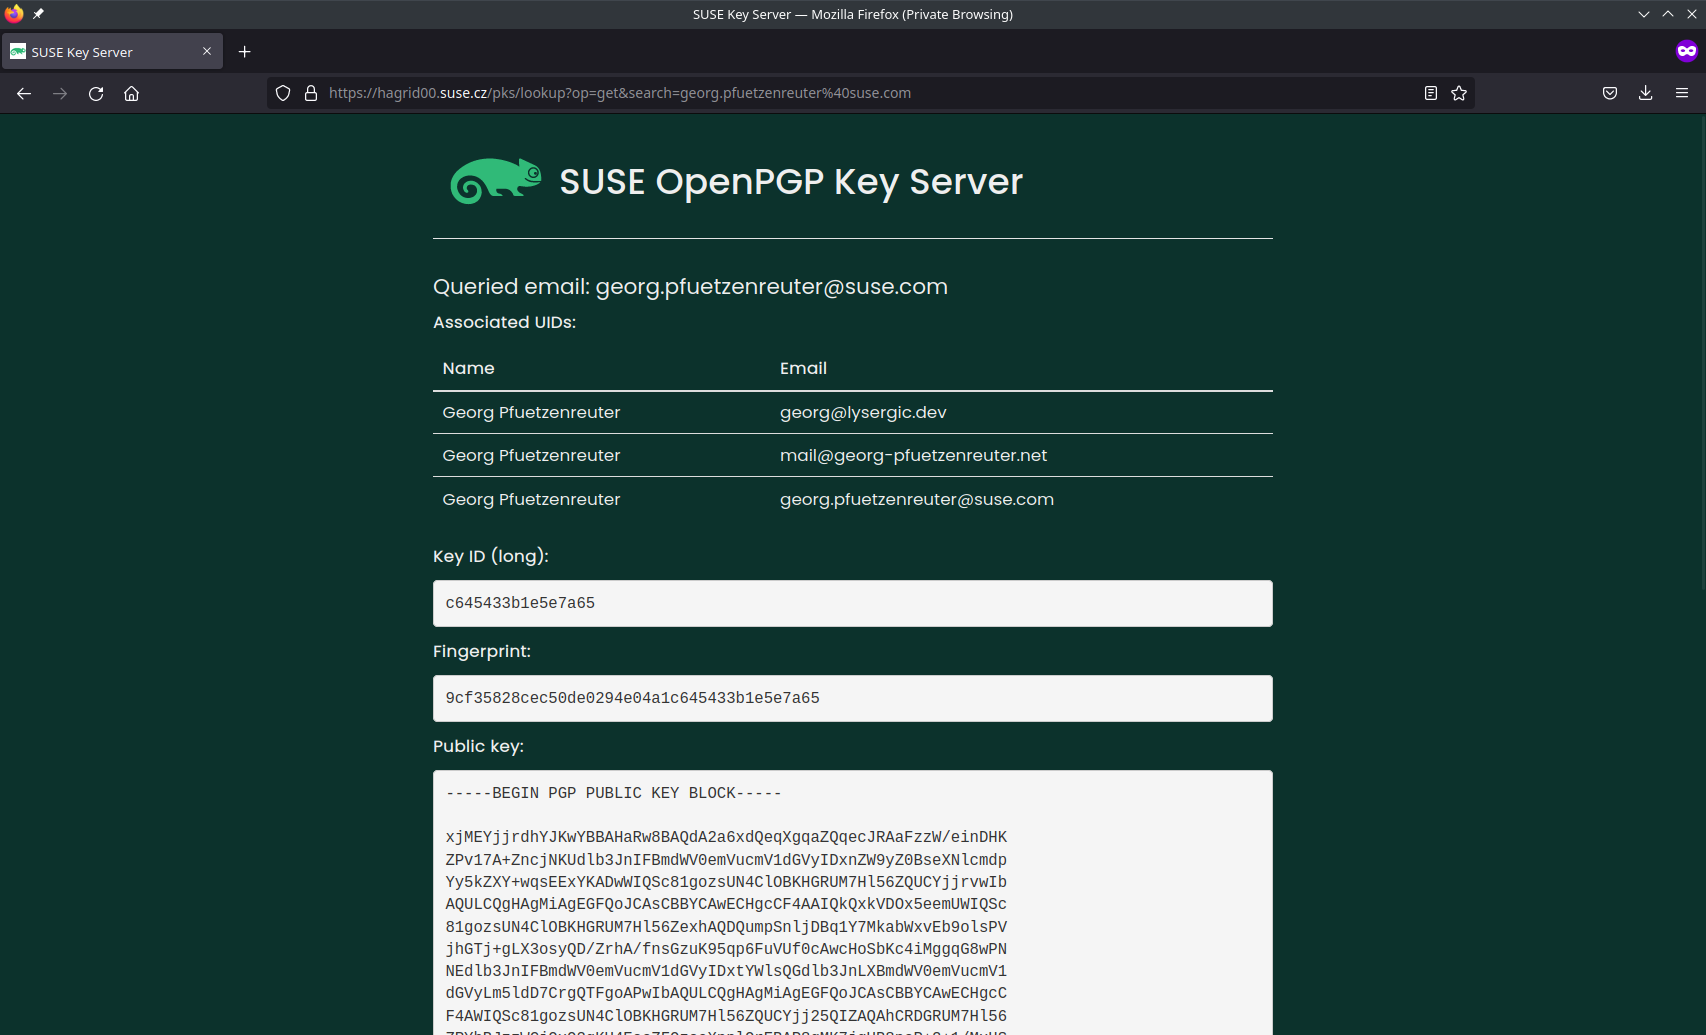 SUSE Key Server — Mozilla Firefox (Private Browsing)
SUSE Key Server
https://hagrid00.suse.cz/pks/lookup?op=get&search=georg.pfuetzenreuter%40suse.com
SUSE OpenPGP Key Server
Queried email: georg.pfuetzenreuter@suse.com
Associated UIDs:
Name Email
Georg Pfuetzenreuter georg@lysergic.dev
Georg Pfuetzenreuter mail@georg-pfuetzenreuter.net
Georg Pfuetzenreuter georg.pfuetzenreuter@suse.com
Key ID (long):
c645433b1e5e7a65
Fingerprint:
9cf35828cec50de0294e04a1c645433b1e5e7a65
Public key:
-----BEGIN PGP PUBLIC KEY BLOCK-----
xjMEYjjrdhYJKwYBBAHaRw8BAQdA2a6xdQeqXgqaZQqecJRAaFzzW/einDHK
ZPv17A+ZncjNKUdlb3JnIFBmdWV0emVucmV1dGVyIDxnZW9yZ0BseXNlcmdp
Yy5kZXY+wqsEExYKADwWIQSc81gozsUN4ClOBKHGRUM7Hl56ZQUCYjjrvwIb
AQULCQgHAgMiAgEGFQoJCAsCBBYCAwECHgcCF4AAIQkQxkVDOx5eemUWIQSc
81gozsUN4ClOBKHGRUM7Hl56ZexhAQDQumpSnljDBq1Y7MkabWxvEb9olsPV
jhGTj+gLX3osyQD/ZrhA/fnsGzuK95qp6FuVUf0cAwcHoSbKc4iMggqG8wPN
NEdlb3JnIFBmdWV0emVucmV1dGVyIDxtYWlsQGdlb3JnLXBmdWV0emVucmV1
dGVyLm5ldD7CrgQTFgoAPwIbAQULCQgHAgMiAgEGFQoJCAsCBBYCAwECHgcC
F4AWIQSc81gozsUN4ClOBKHGRUM7Hl56ZQUCYjj25QIZAQAhCRDGRUM7Hl56